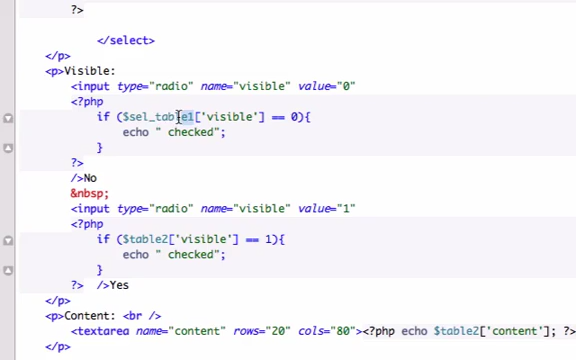 ?>
</select>
</p>
<p>Visible:
<input type="radio" name="visible" value="0"
<?php
if ($sel_table1['visible'] == 0){
echo " checked";
}
?>
/>No
&nbsp;
<input type="radio" name="visible" value="1"
<?php
if ($table2['visible'] == 1){
echo " checked";
}
?> />Yes
</p>
<p>Content: <br />
<textarea name="content" rows="20" cols="80"><?php echo $table2['content']; ?>
</p>